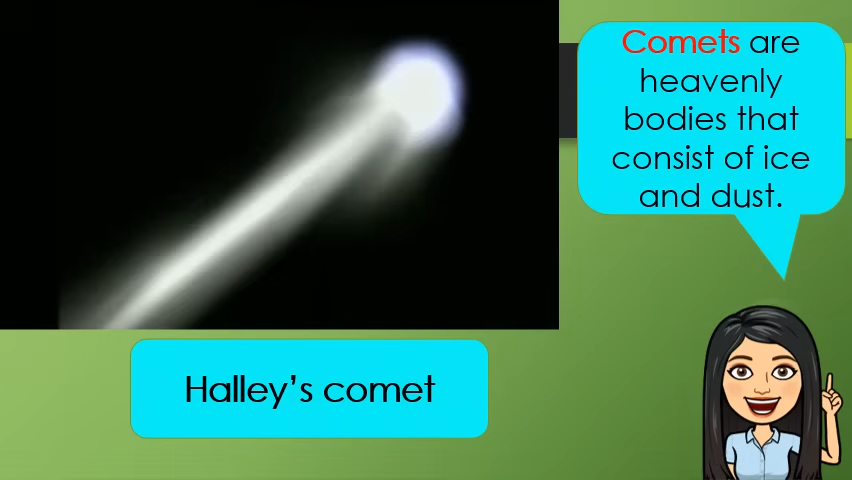 Comets are
heavenly
bodies that
consist of ice
and dust.
Halley’s comet